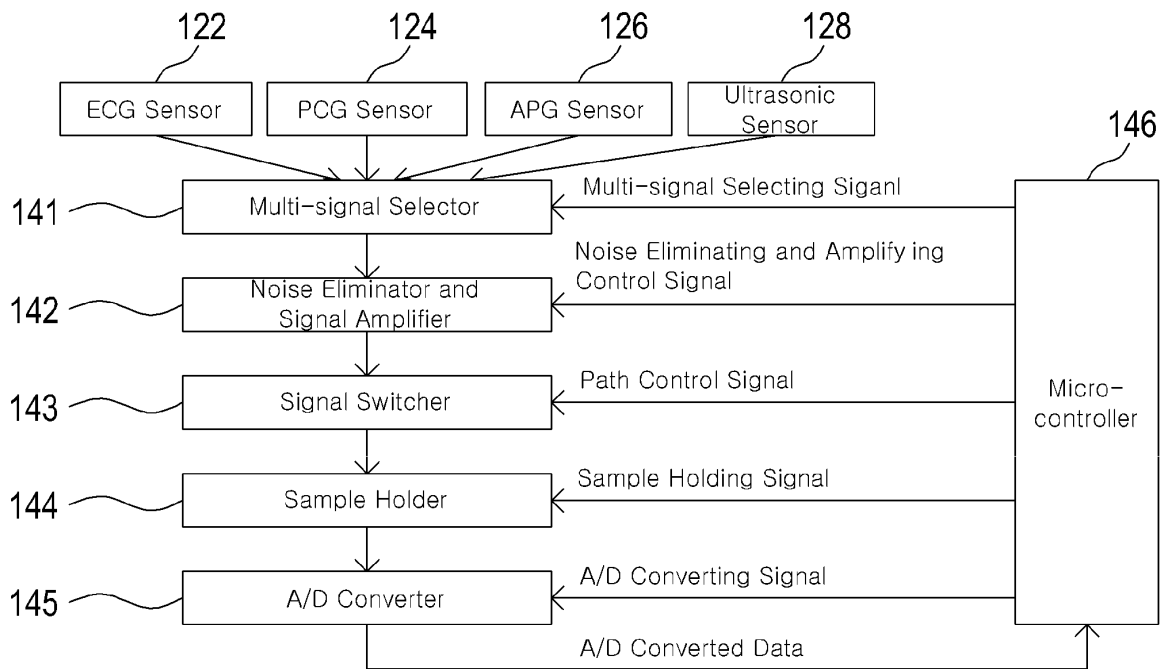 122
124
126
128
ECG Sensor
PCG Sensor
APG Sensor
Ultrasonic
Sensor
146
141
Multi-signal Selector
Multi-signal Selecting Siganl
Noise Eliminating and Amplifying
Control Signal
142
Noise Eliminator and
Signal Amplifier
143
Signal Switcher
Path Control Signal
Micro-
controller
144
Sample Holder
Sample Holding Signal
145
A/D Converter
A/D Converting Signal
A/D Converted Data